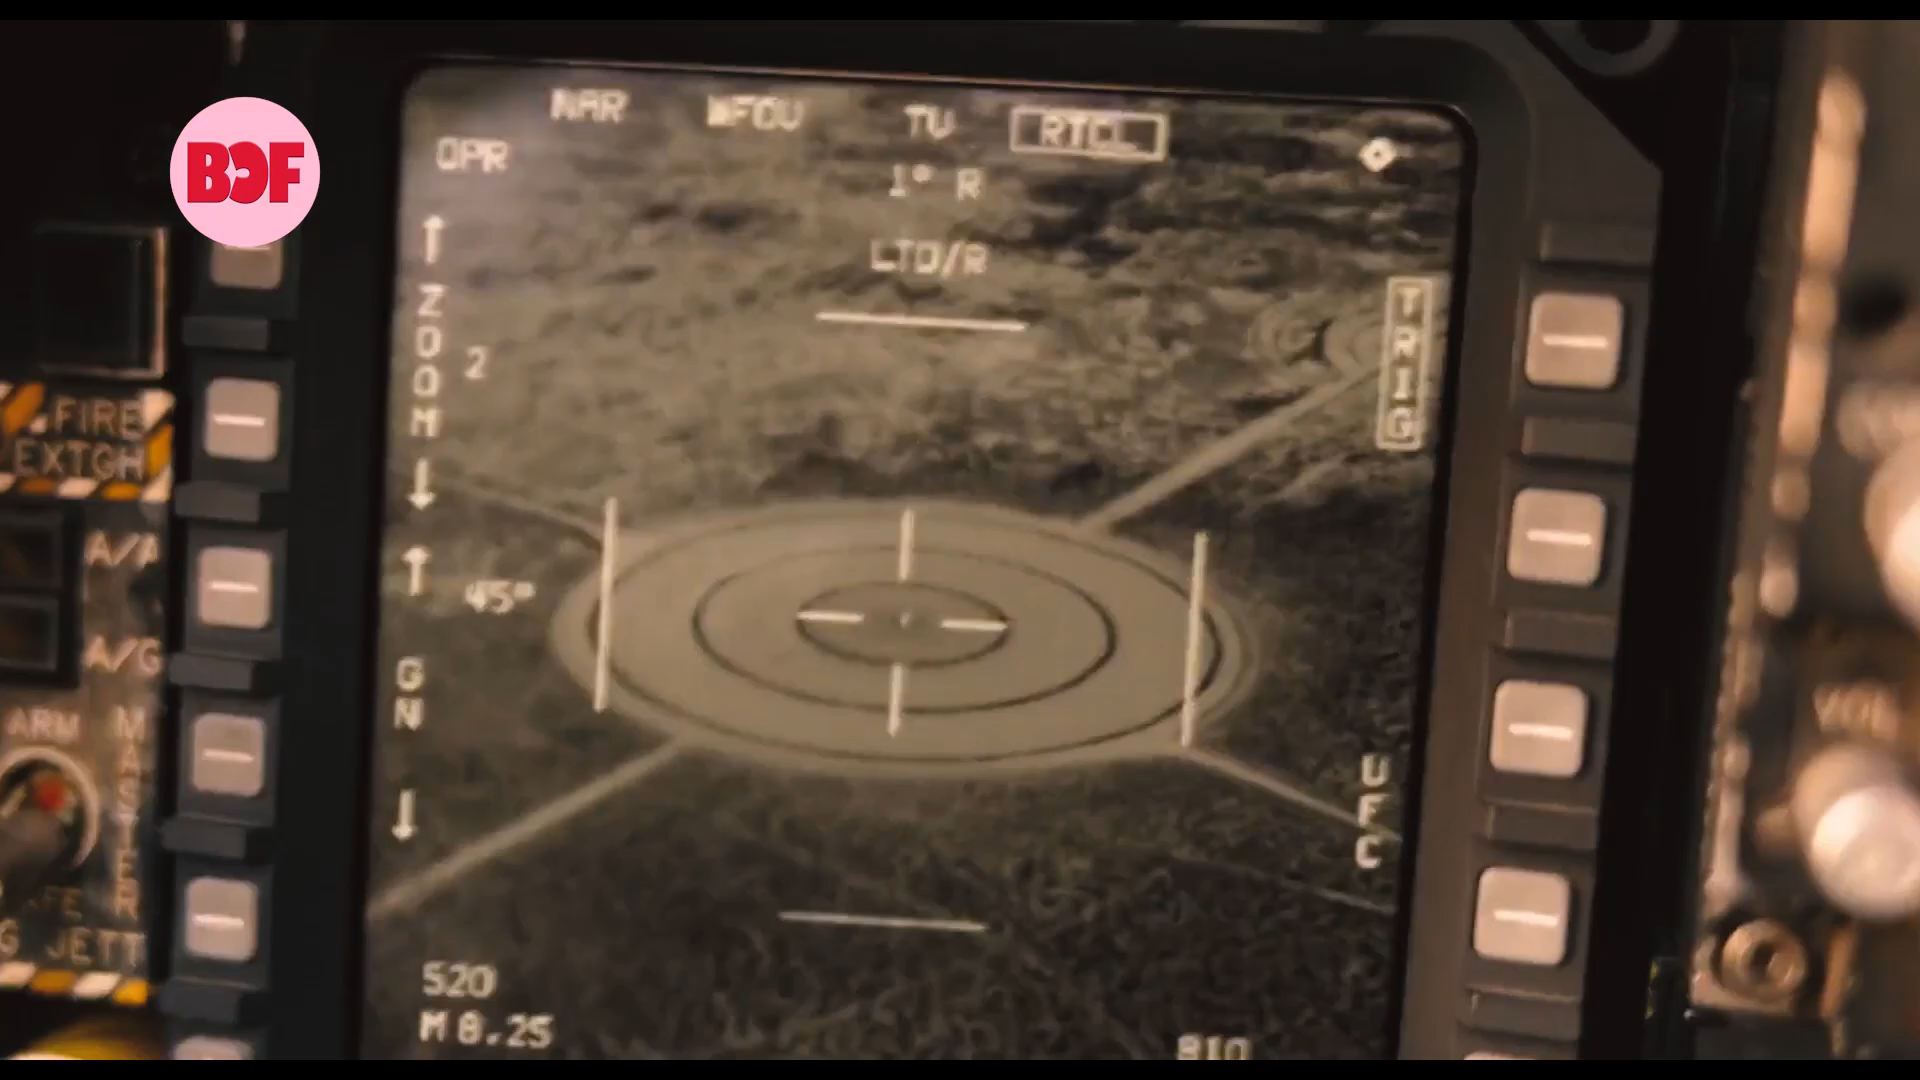 BOF
NAR WFOV TV RTCL
OPR
1° R
LTD/R
ZOOM
2
TRIG
FIRE
EXTGH
A/A
45°
A/G
GN
ARM
MASTER
VOL
UFC
JETT
520
M 0.25
810